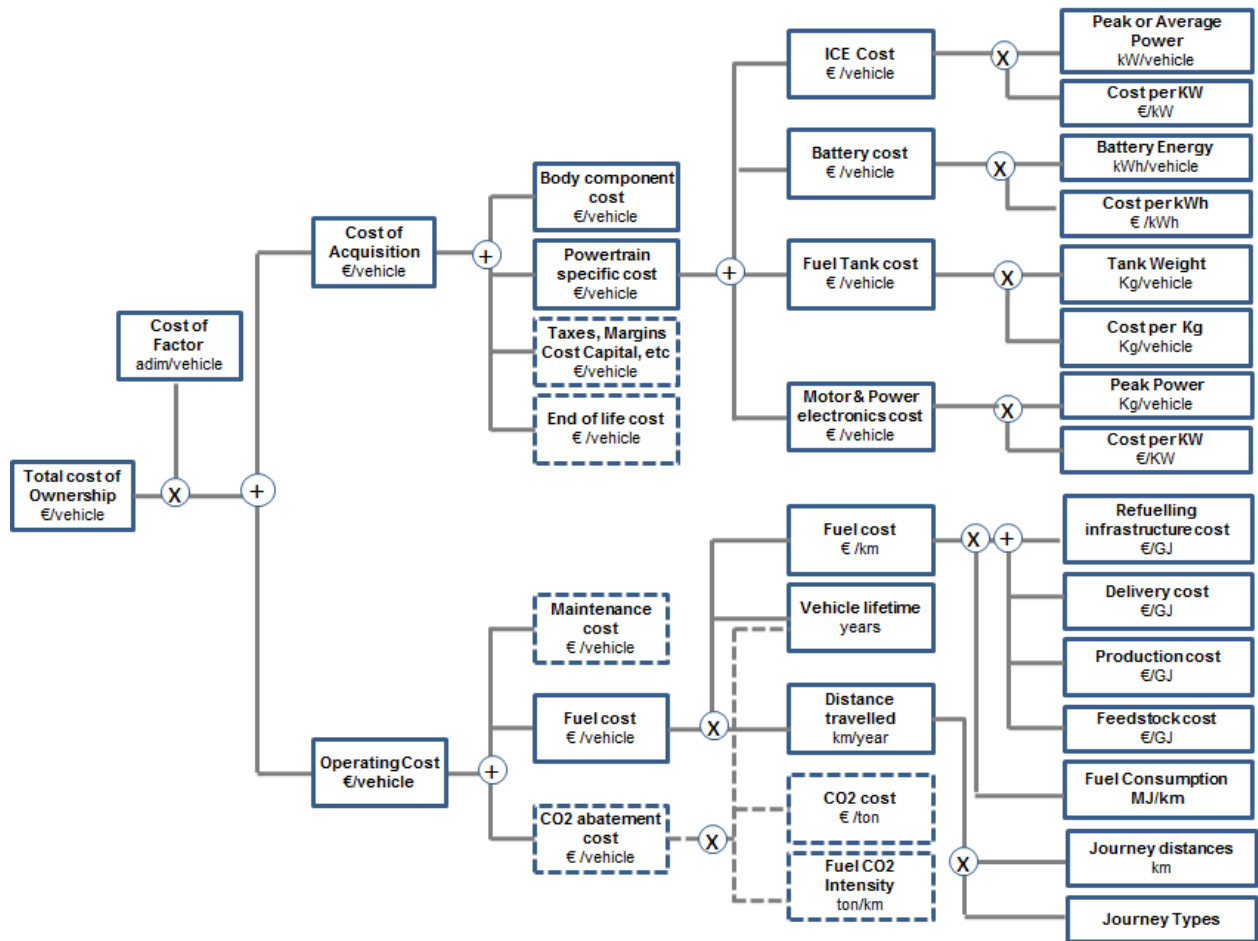 Total cost of
Ownership
€/vehicle
Cost of
Factor
adim/vehicle
X
+
Cost of
Acquisition
€/vehicle
+
Body component
cost
€/vehicle
Powertrain
specific cost
€/vehicle
Taxes, Margins
Cost Capital, etc
€/vehicle
End of life cost
€ /vehicle
+
ICE Cost
€ /vehicle
X
Peak or Average
Power
kW/vehicle
Cost per KW
€/kW
Battery cost
€ /vehicle
X
Battery Energy
kWh/vehicle
Cost per kWh
€ /kWh
Fuel Tank cost
€ /vehicle
X
Tank Weight
Kg/vehicle
Cost per Kg
Kg/vehicle
Motor & Power
electronics cost
€ /vehicle
X
Peak Power
Kg/vehicle
Cost per KW
€/KW
Operating Cost
€/vehicle
+
Maintenance
cost
€ /vehicle
Fuel cost
€ /vehicle
CO2 abatement
cost
€ /vehicle
X
X
Fuel cost
€ /km
Vehicle lifetime
years
Distance
travelled
km/year
CO2 cost
€ /ton
Fuel CO2
Intensity
ton/km
X
+
Refuelling
infrastructure cost
€/GJ
Delivery cost
€/GJ
Production cost
€/GJ
Feedstock cost
€/GJ
Fuel Consumption
MJ/km
X
Journey distances
km
Journey Types